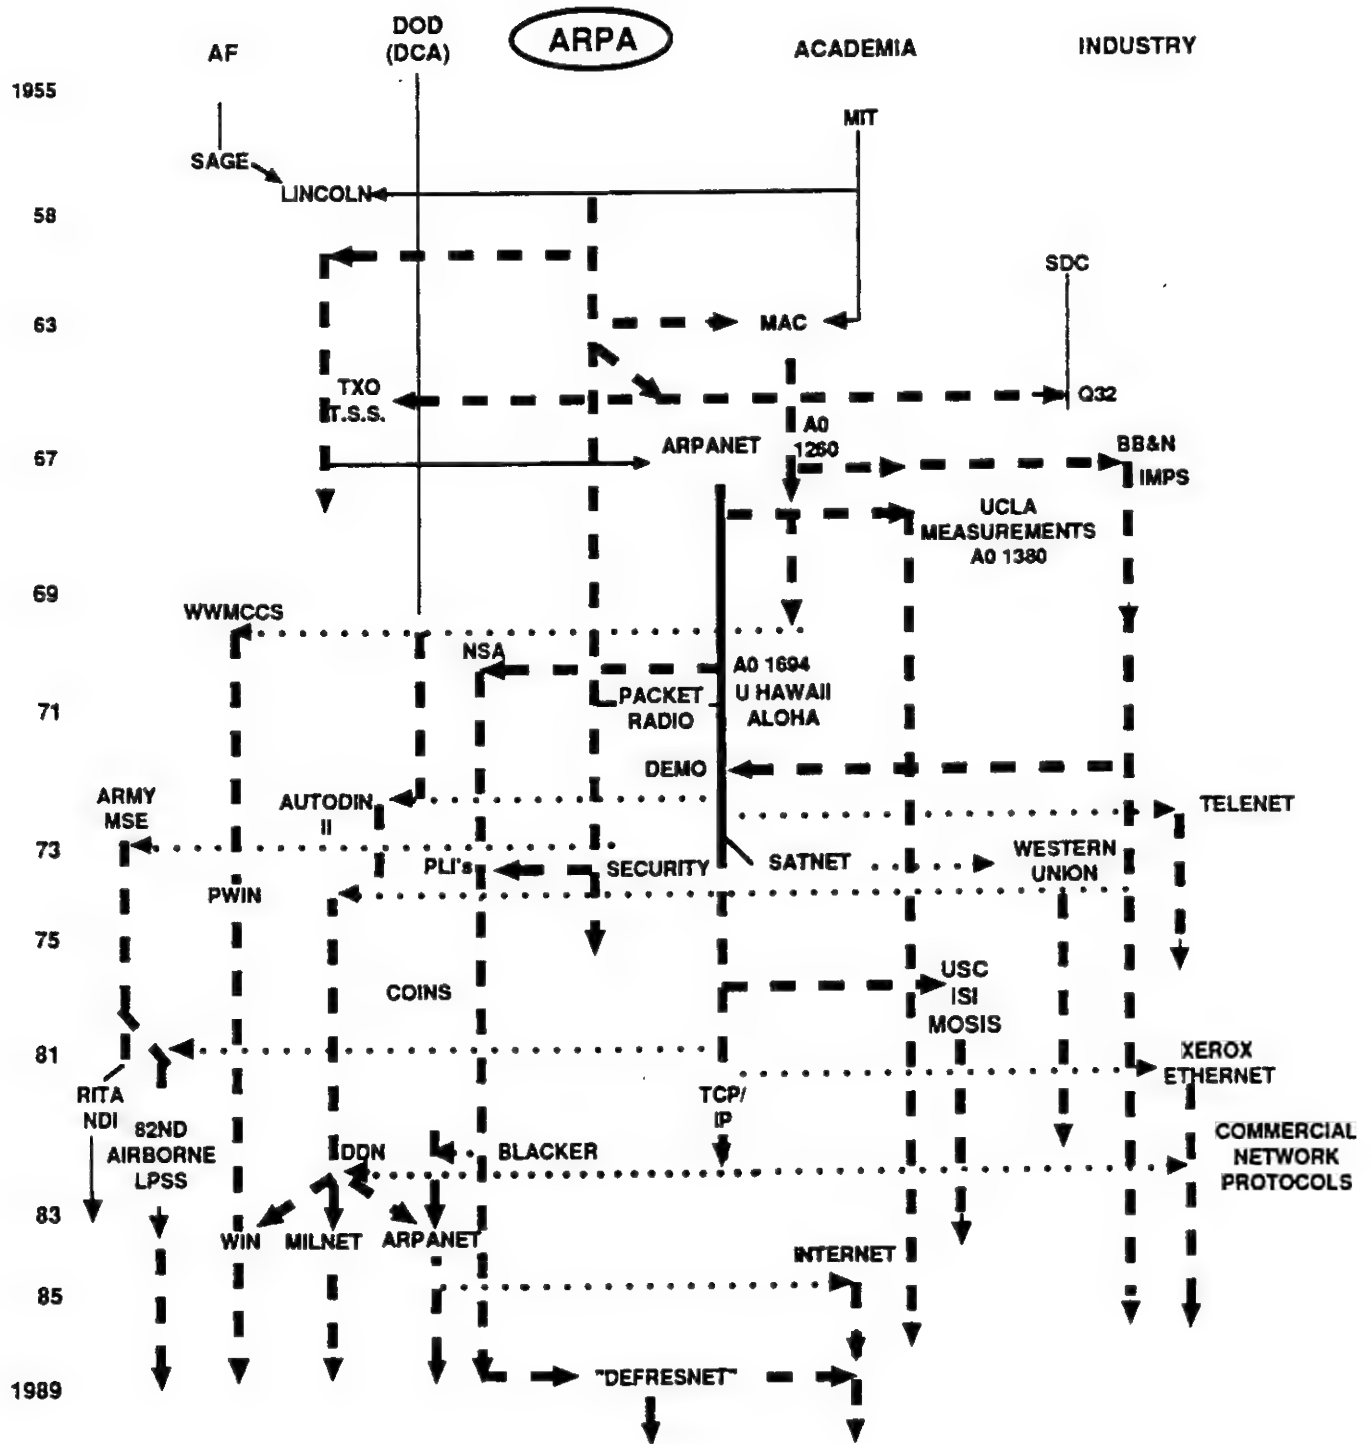 AF
DOD
(DCA)
ARPA
ACADEMIA
INDUSTRY
1955
MIT
SAGE
LINCOLN
58
SDC
63
MAC
TXO
T.S.S.
Q32
A0
1260
ARPANET
67
BB&N
IMPS
UCLA
MEASUREMENTS
A0 1380
69
WWMCCS
NSA
A0 1694
PACKET
RADIO
U HAWAII
ALOHA
71
DEMO
ARMY
MSE
AUTODIN
II
TELENET
73
PLI's
SECURITY
SATNET
WESTERN
UNION
PWIN
75
COINS
USC
ISI
MOSIS
81
XEROX
ETHERNET
RITA
NDI
TCP/
IP
82ND
AIRBORNE
LPSS
DDN
BLACKER
COMMERCIAL
NETWORK
PROTOCOLS
83
WIN
MILNET
ARPANET
INTERNET
85
"DEFRESNET"
1989